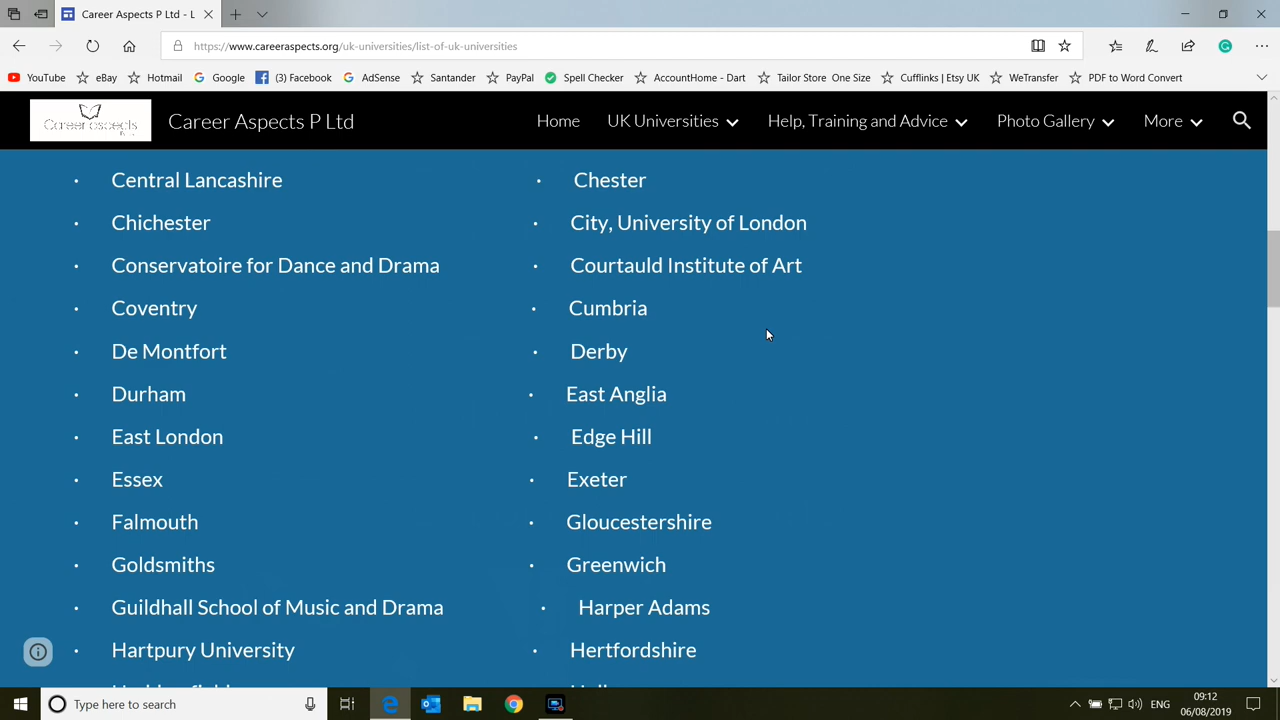 Career Aspects P Ltd - L
https://www.careeraspects.org/uk-universities/list-of-uk-universities
YouTube eBay Hotmail Google (3) Facebook AdSense Santander PayPal Spell Checker AccountHome - Dart Tailor Store One Size Cufflinks | Etsy UK WeTransfer PDF to Word Convert
Career aspects
Career Aspects P Ltd Home UK Universities Help, Training and Advice Photo Gallery More
· Central Lancashire · Chester
· Chichester · City, University of London
· Conservatoire for Dance and Drama · Courtauld Institute of Art
· Coventry · Cumbria
· De Montfort · Derby
· Durham · East Anglia
· East London · Edge Hill
· Essex · Exeter
· Falmouth · Gloucestershire
· Goldsmiths · Greenwich
· Guildhall School of Music and Drama · Harper Adams
· Hartpury University · Hertfordshire
Type here to search
ENG
09:12
06/08/2019